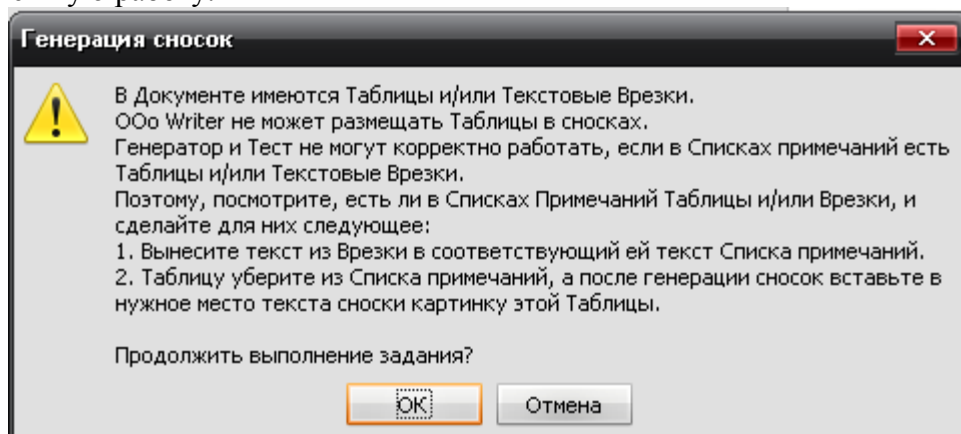 Генерация сносок
В Документе имеются Таблицы и/или Текстовые Врезки.
OOo Writer не может размещать Таблицы в сносках.
Генератор и Тест не могут корректно работать, если в Списках примечаний есть
Таблицы и/или Текстовые Врезки.
Поэтому, посмотрите, есть ли в Списках Примечаний Таблицы и/или Врезки, и
сделайте для них следующее:
1. Вынесите текст из Врезки в соответствующий ей текст Списка примечаний.
2. Таблицу уберите из Списка примечаний, а после генерации сносок вставьте в
нужное место текста сноски картинку этой Таблицы.
Продолжить выполнение задания?
ОК Отмена